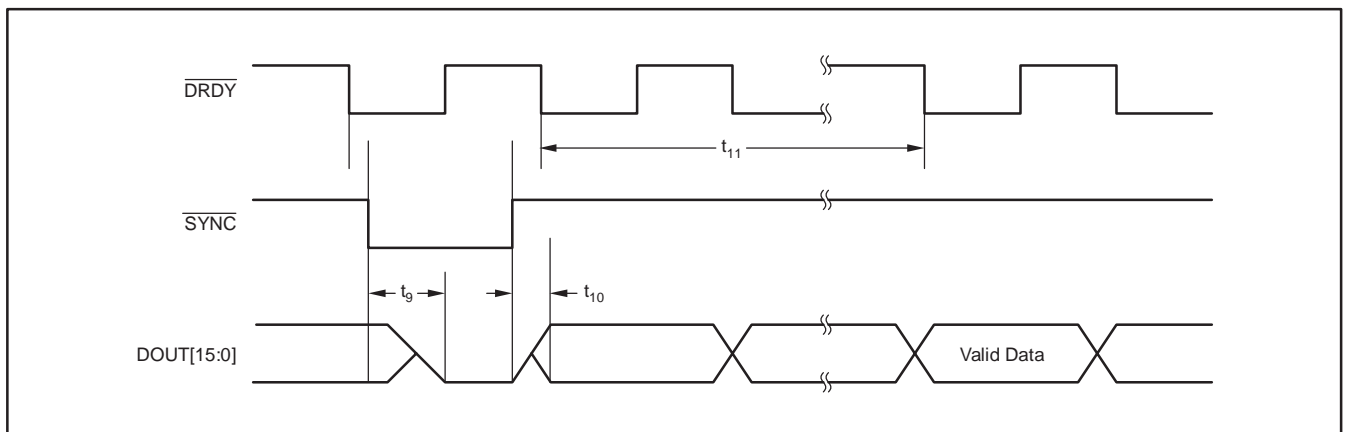 DRDY
t11
SYNC
t9
t10
DOUT[15:0]
Valid Data